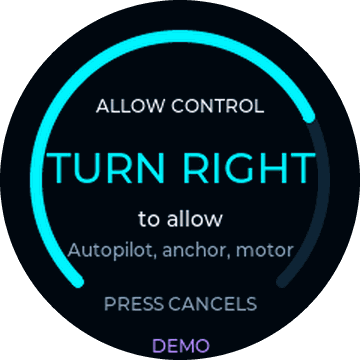 ALLOW CONTROL
TURN RIGHT
to allow
Autopilot, anchor, motor
PRESS CANCELS
DEMO